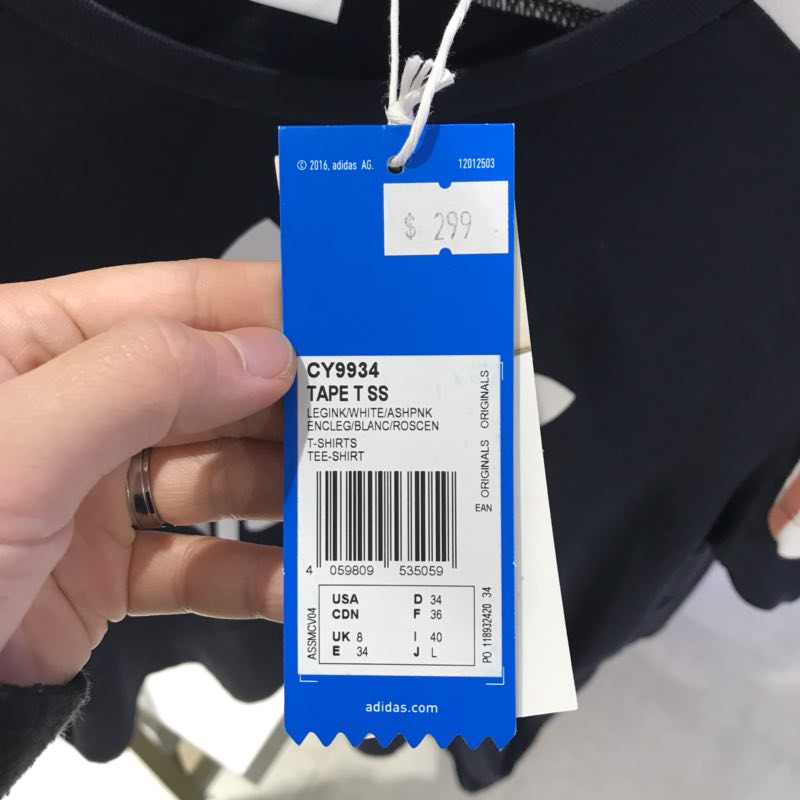 © 2016, adidas AG. 12012503
$ 299
CY9934
TAPE T SS
LEGINK/WHITE/ASHPNK
ENCLEG/BLANC/ROSCEN
T-SHIRTS
TEE-SHIRT
ORIGINALS ORIGINALS
EAN
4 059809 535059
ASSMCV04
USA D 34
CDN F 36
UK 8 I 40
E 34 J L
PO 118932420 34
adidas.com